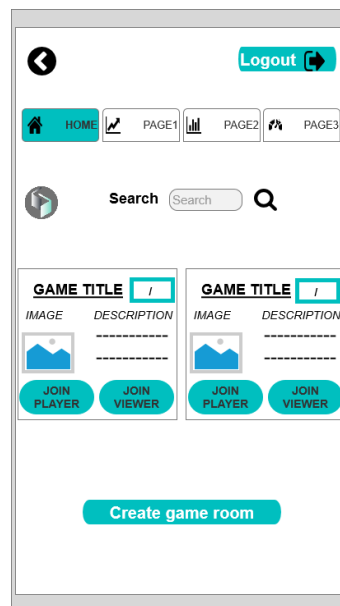 Logout
HOME PAGE1 PAGE2 PAGE3
Search Search
GAME TITLE /
IMAGE DESCRIPTION
JOIN PLAYER
JOIN VIEWER
GAME TITLE /
IMAGE DESCRIPTION
JOIN PLAYER
JOIN VIEWER
Create game room